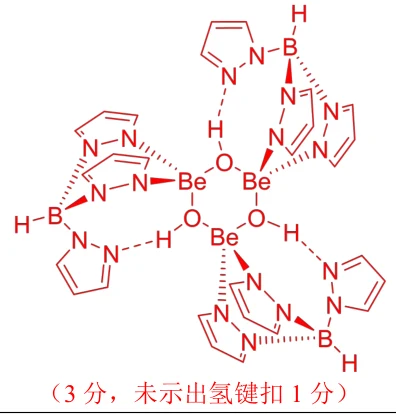 H
N N B
N N N
H N N
N N O
N N Be Be
H B O O
N N H Be H N
N N
N N B
N N H
（3 分，未示出氢键扣 1 分）